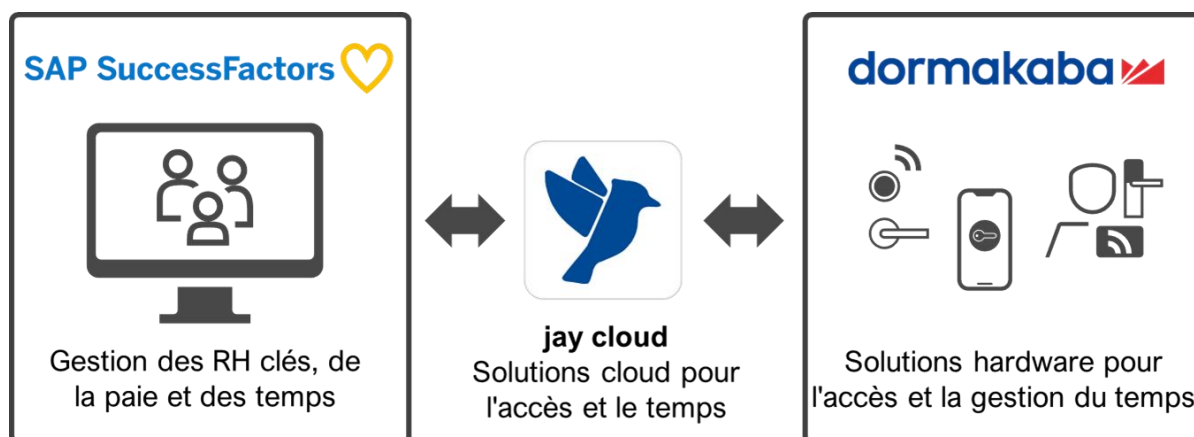 SAP SuccessFactors
Gestion des RH clés, de
la paie et des temps
jay cloud
Solutions cloud pour
l'accès et le temps
dormakaba
Solutions hardware pour
l'accès et la gestion du temps